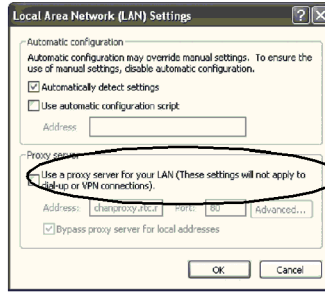 Local Area Network (LAN) Settings
Automatic configuration
Automatic configuration may override manual settings. To ensure the
use of manual settings, disable automatic configuration.
Automatically detect settings
Use automatic configuration script
Address
Proxy server
Use a proxy server for your LAN (These settings will not apply to
dial-up or VPN connections).
Address: chanproxy.rtc.r Port: 80 Advanced...
Bypass proxy server for local addresses
OK Cancel